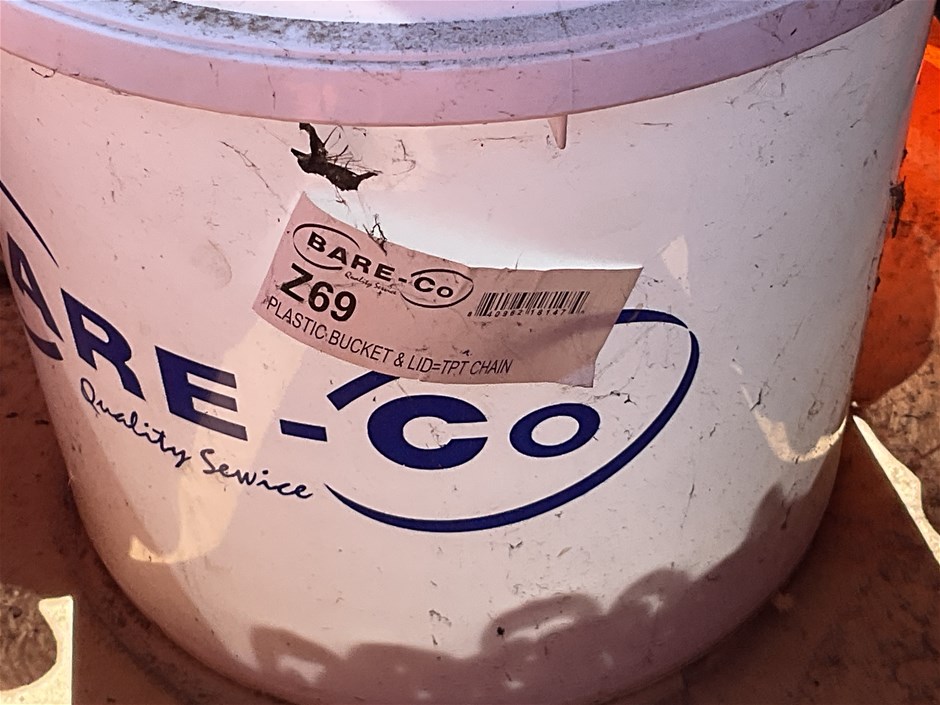 BARE-Co
Quality Service
Z69
PLASTIC BUCKET & LID=TPT CHAIN
ARE-Co
Quality Service